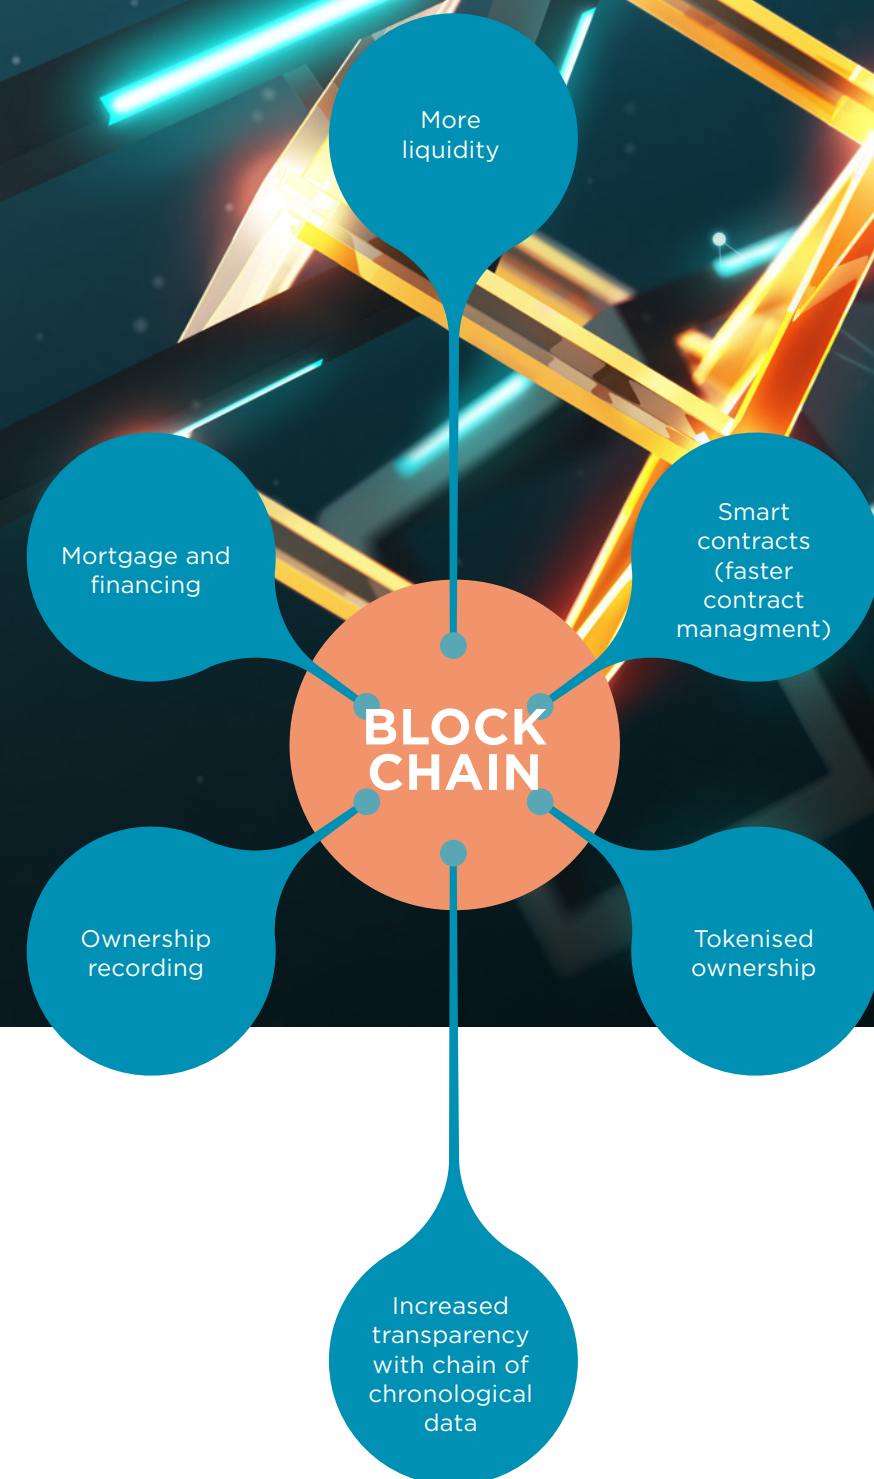 More
liquidity
Mortgage and
financing
Smart
contracts
(faster
contract
managment)
BLOCK
CHAIN
Ownership
recording
Tokenised
ownership
Increased
transparency
with chain of
chronological
data